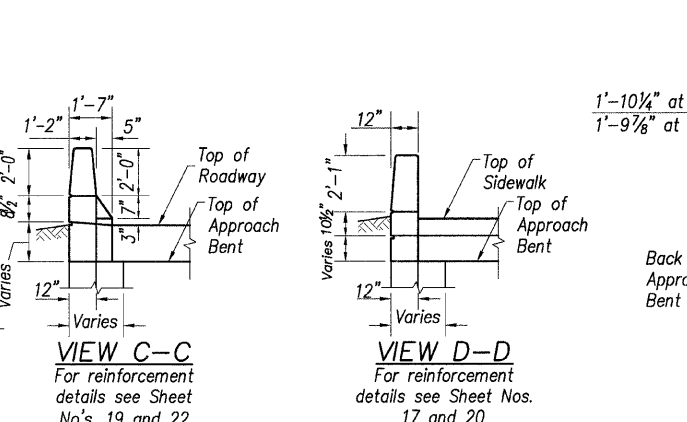 1'-7"
1'-2"
5"
2'-0"
8½"
Varies
2'-0"
7"
3"
Top of
Roadway
Top of
Approach
Bent
12"
Varies
VIEW C-C
For reinforcement
details see Sheet
No's. 19 and 22
12"
2'-1"
Varies 10½"
Top of
Sidewalk
Top of
Approach
Bent
12"
Varies
VIEW D-D
For reinforcement
details see Sheet Nos.
17 and 20.
1'-10¼" at
1'-9⅞" at
Back
Appro
Bent